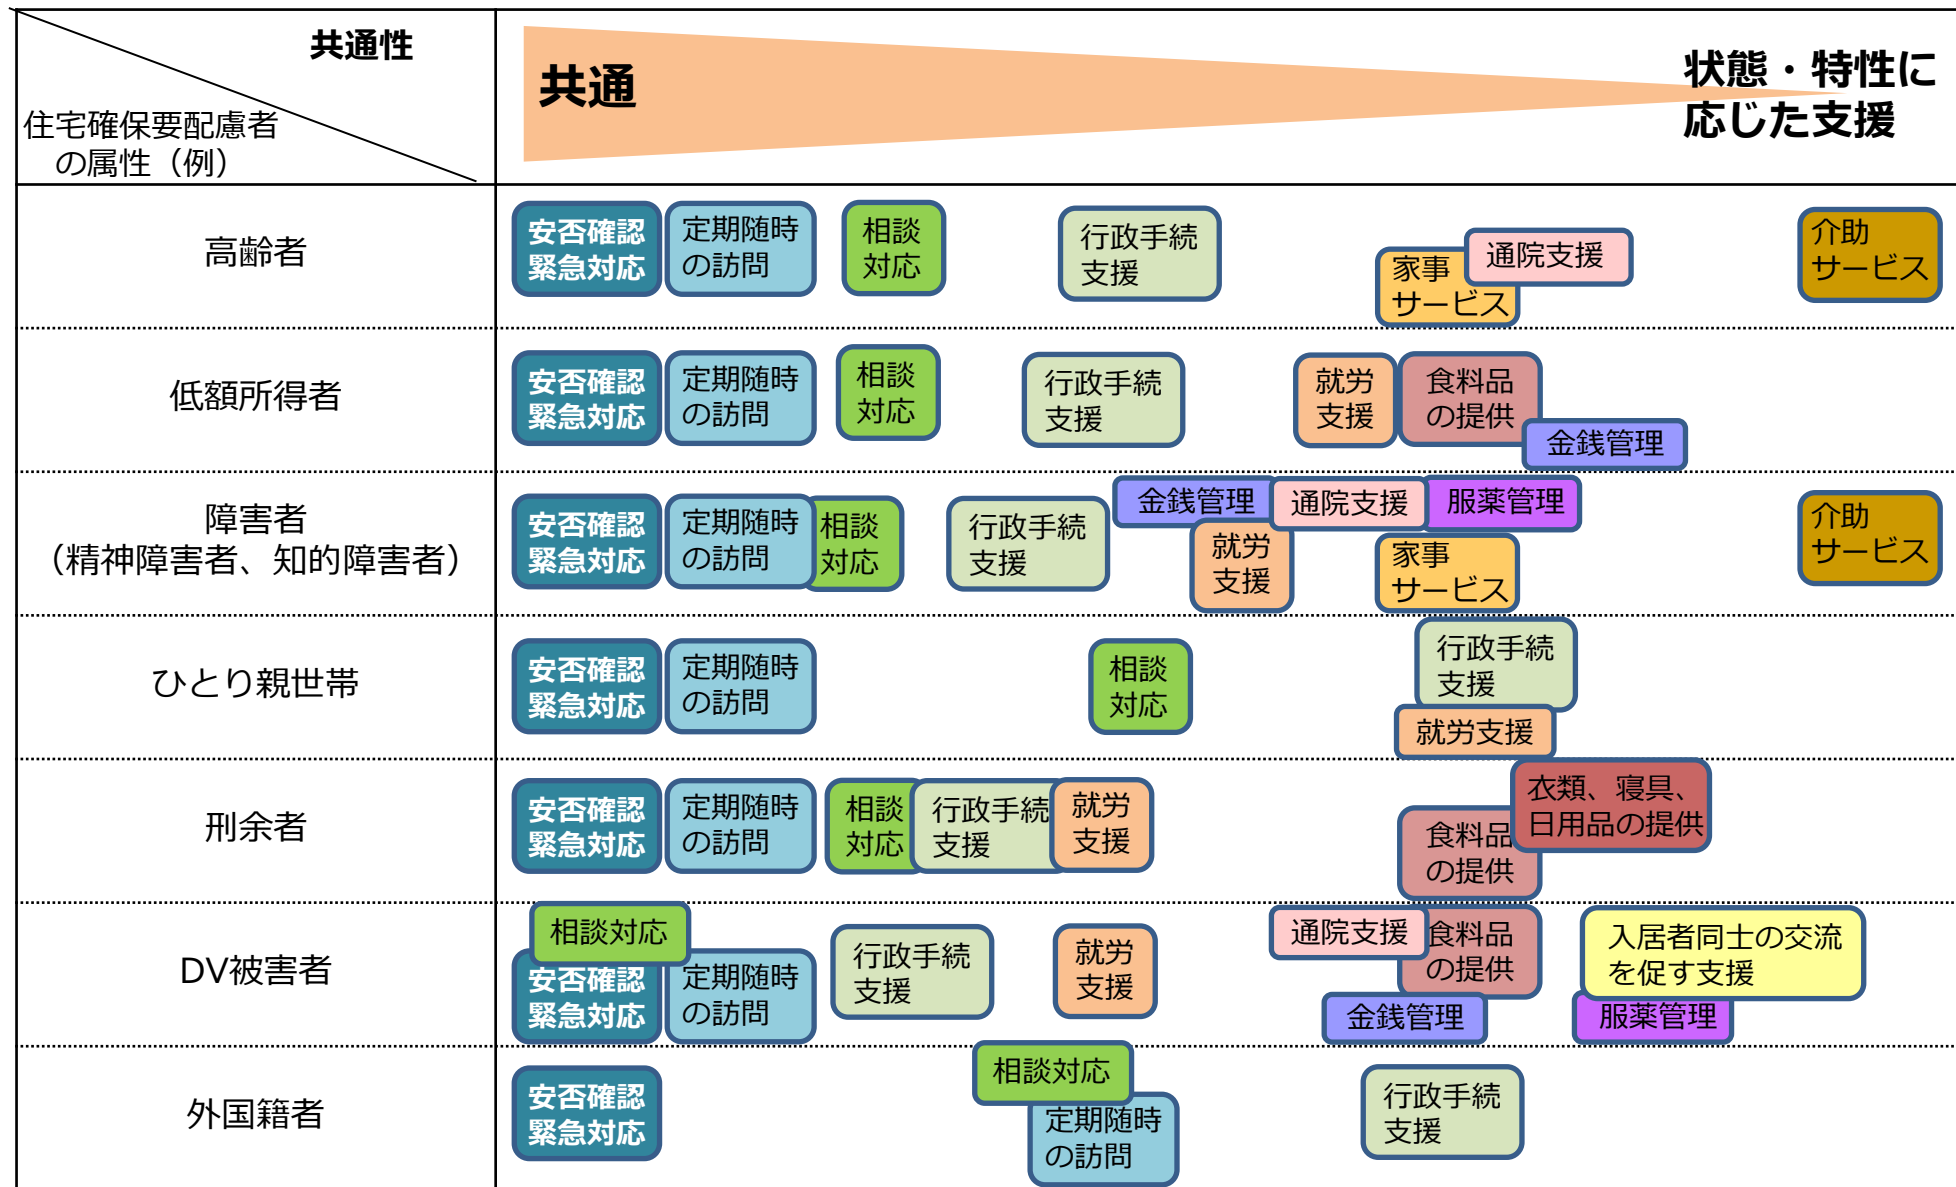 共通性
住宅確保要配慮者
の属性（例）
共通
状態・特性に
応じた支援
高齢者
安否確認
緊急対応
定期随時
の訪問
相談
対応
行政手続
支援
家事
サービス
通院支援
介助
サービス
低額所得者
安否確認
緊急対応
定期随時
の訪問
相談
対応
行政手続
支援
就労
支援
食料品
の提供
金銭管理
障害者
（精神障害者、知的障害者）
安否確認
緊急対応
定期随時
の訪問
相談
対応
行政手続
支援
金銭管理
就労
支援
通院支援
服薬管理
家事
サービス
介助
サービス
ひとり親世帯
安否確認
緊急対応
定期随時
の訪問
相談
対応
行政手続
支援
就労支援
刑余者
安否確認
緊急対応
定期随時
の訪問
相談
対応
行政手続
支援
就労
支援
食料品
の提供
衣類、寝具、
日用品の提供
DV被害者
相談対応
安否確認
緊急対応
定期随時
の訪問
行政手続
支援
就労
支援
通院支援
食料品
の提供
金銭管理
入居者同士の交流
を促す支援
服薬管理
外国籍者
安否確認
緊急対応
相談対応
定期随時
の訪問
行政手続
支援